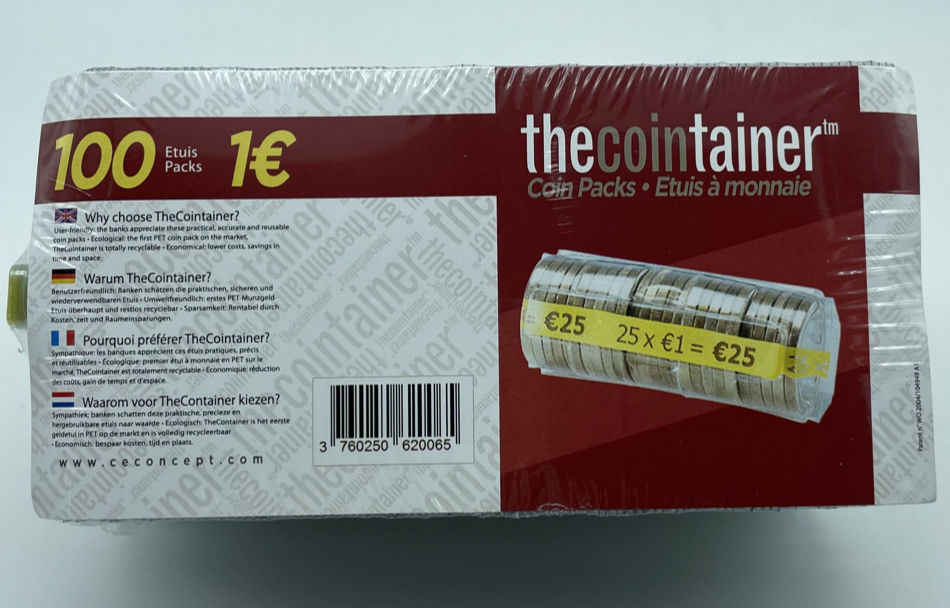 100 Etuis Packs 1€
thecointainer™
Coin Packs • Etuis à monnaie
Why choose TheCointainer?
User-friendly: the banks appreciate these practical, accurate and reusable
coin packs • Ecological: the first PET coin pack on the market,
TheCointainer is totally recyclable • Economical: lower costs, savings in
time and space.
Warum TheCointainer?
Benutzerfreundlich: Banken schätzen die praktischen, sicheren und
wiederverwendbaren Etuis • Umweltfreundlich: erstes PET-Munzgeld-
Etuis überhaupt und restlos recyclebar • Sparsamkeit: Rentabel durch
Kosten, zeit und Raumeinsparungen.
Pourquoi préférer TheCointainer?
Sympathique: les banques apprécient ces étuis pratiques, précis
et réutilisables • Écologique: premier étui à monnaie en PET sur le
marché, TheCointainer est totalement recyclable • Economique: réduction
des coûts, gain de temps et d'espace.
Waarom voor TheContainer kiezen?
Sympathiek: banken schatten deze praktische, precieze en
hergebruikbare etuis naar waarde • Ecologisch: TheContainer is het eerste
geldetui in PET op de markt en is volledig recycleerbaar
• Economisch: bespaar kosten, tijd en plaats.
www.ceconcept.com
3 760250 620065
€25 25 x €1 = €25
Patent n° WO 2004/104949 A1